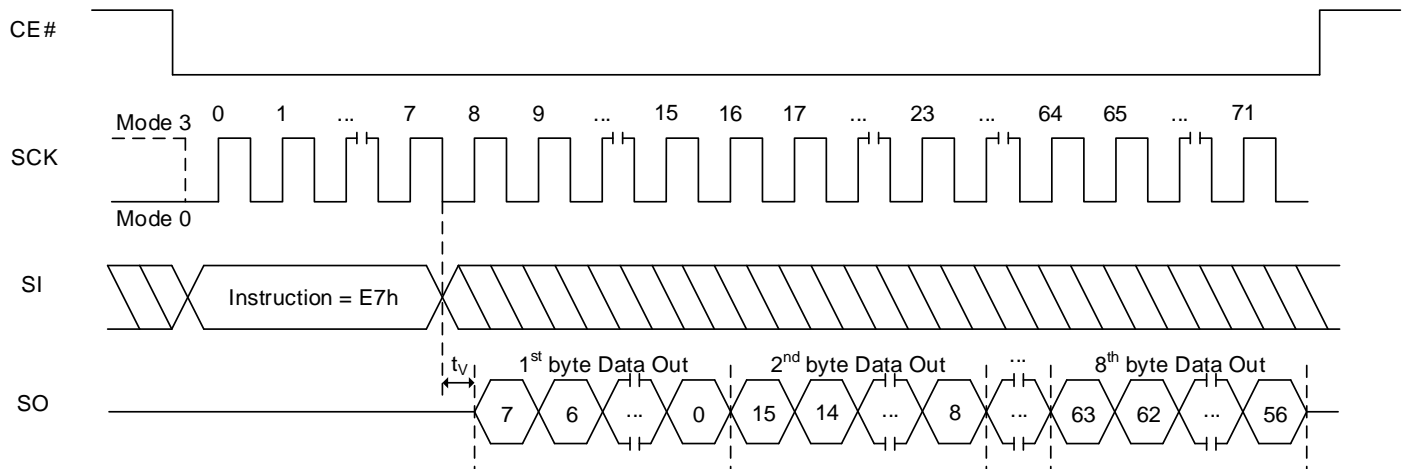 CE#
0 1 ... 7 8 9 ... 15 16 17 ... 23 ... 64 65 ... 71
Mode 3
SCK
Mode 0
SI
Instruction = E7h
tV 1st byte Data Out 2nd byte Data Out ... 8th byte Data Out
SO
7 6 ... 0 15 14 ... 8 ... 63 62 ... 56